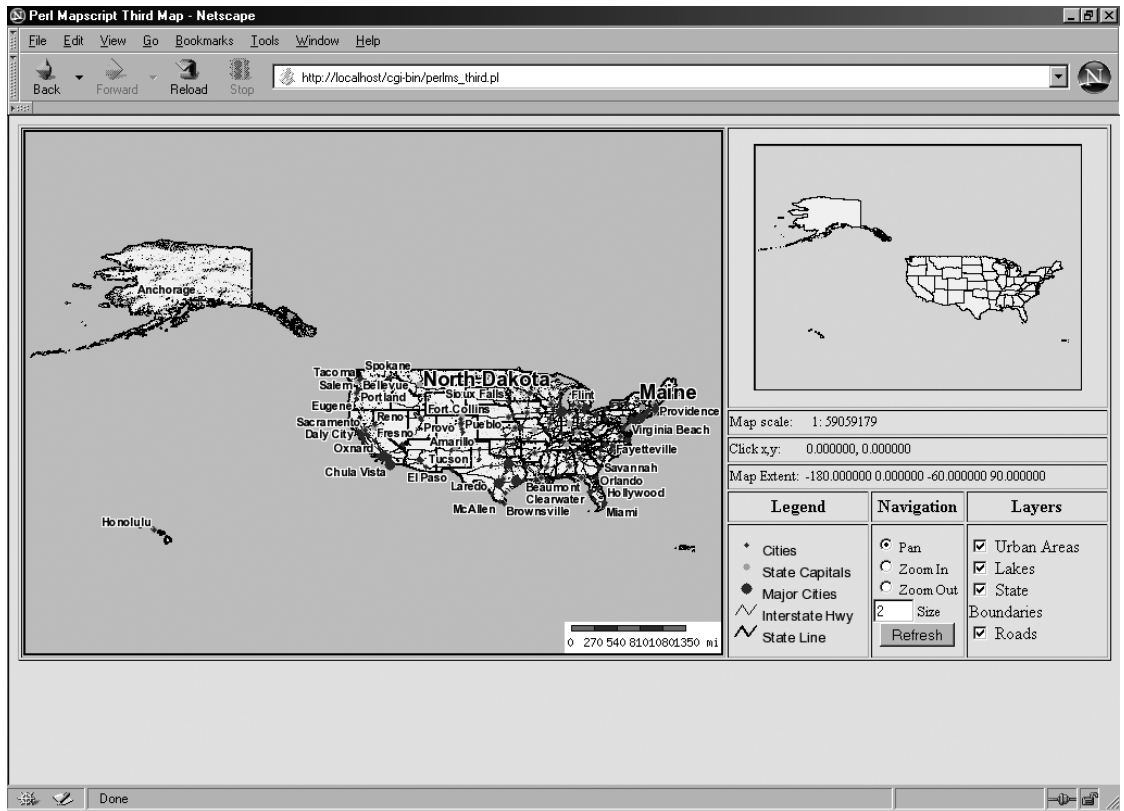 Perl Mapscript Third Map - Netscape
File Edit View Go Bookmarks Tools Window Help
Back Forward Reload Stop
http://localhost/cgi-bin/perlms_third.pl
N
Anchorage
Spokane
Tacoma
North Dakota
Salem
Bellevue
Portland
Sioux Falls
Flint
Maine
Eugene
Fort Collins
Providence
Sacramento
Reno
Provo
Pueblo
Virginia Beach
Daly City
Fresno
Amarillo
Fayetteville
Oxnard
Tucson
Chula Vista
El Paso
Savannah
Laredo
Beaumont
Orlando
Clearwater
Hollywood
McAllen
Brownsville
Miami
Honolulu
0 270 540 81010801350 mi
Map scale: 1: 59059179
Click x,y: 0.000000, 0.000000
Map Extent: -180.000000 0.000000 -60.000000 90.000000
Legend
Navigation
Layers
Cities
State Capitals
Major Cities
Interstate Hwy
State Line
Pan
Zoom In
Zoom Out
2 Size
Refresh
Urban Areas
Lakes
State
Boundaries
Roads
Done